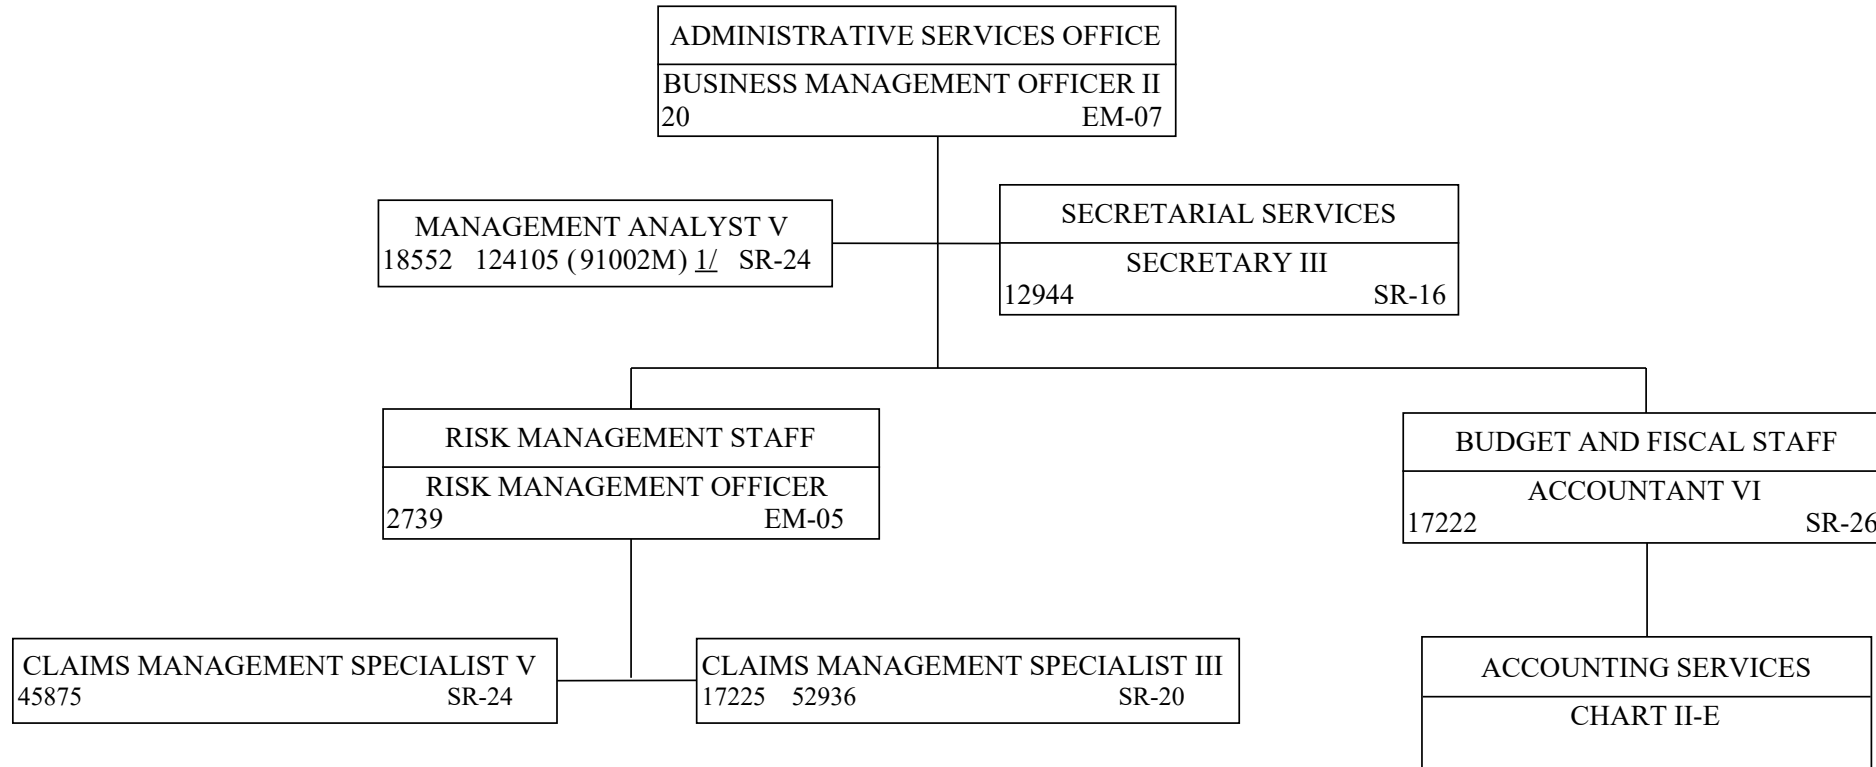 ADMINISTRATIVE SERVICES OFFICE
BUSINESS MANAGEMENT OFFICER II
20 EM-07
MANAGEMENT ANALYST V
18552 124105 (91002M) 1/ SR-24
SECRETARIAL SERVICES
SECRETARY III
12944 SR-16
RISK MANAGEMENT STAFF
RISK MANAGEMENT OFFICER
2739 EM-05
BUDGET AND FISCAL STAFF
ACCOUNTANT VI
17222 SR-26
CLAIMS MANAGEMENT SPECIALIST V
45875 SR-24
CLAIMS MANAGEMENT SPECIALIST III
17225 52936 SR-20
ACCOUNTING SERVICES
CHART II-E